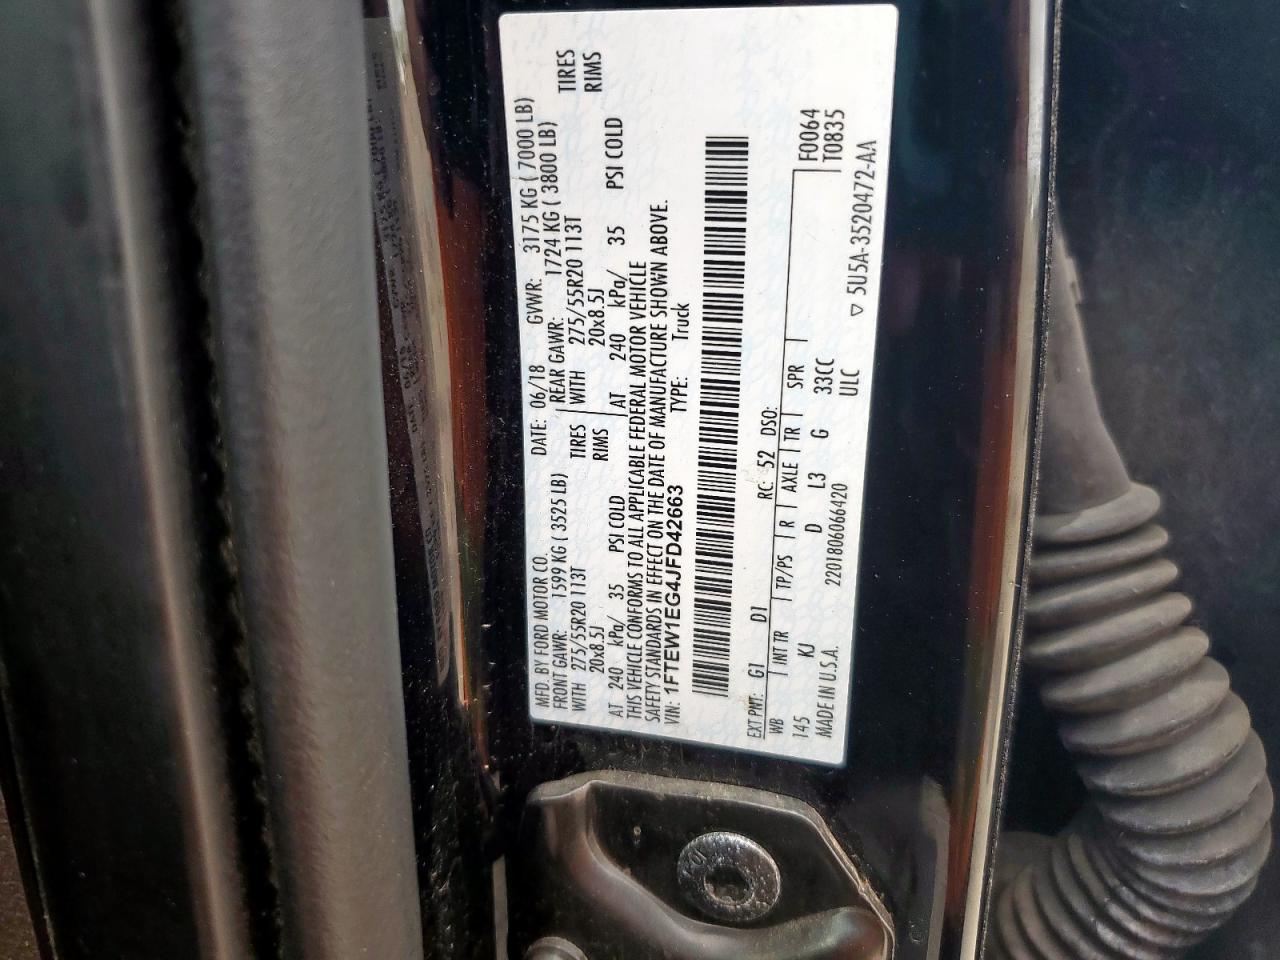 MFD. BY FORD MOTOR CO. DATE: 06/18 GVWR: 3175 KG ( 7000 LB)
FRONT GAWR: 1599 KG ( 3525 LB) REAR GAWR: 1724 KG ( 3800 LB)
WITH 275/55R20 113T TIRES WITH 275/55R20 113T TIRES
20x8.5J RIMS 20x8.5J RIMS
AT 240 kPa/ 35 PSI COLD AT 240 kPa/ 35 PSI COLD
THIS VEHICLE CONFORMS TO ALL APPLICABLE FEDERAL MOTOR VEHICLE
SAFETY STANDARDS IN EFFECT ON THE DATE OF MANUFACTURE SHOWN ABOVE.
VIN: 1FTEW1EG4JFD42663 TYPE: Truck
EXT PNT: G1 D1 RC: 52 DSO: F0064
WB INT TR TP/PS R AXLE TR SPR T0835
145 KJ D L3 G 33CC
MADE IN U.S.A. 2201806066420 ULC
▽ 5U5A-3520472-AA